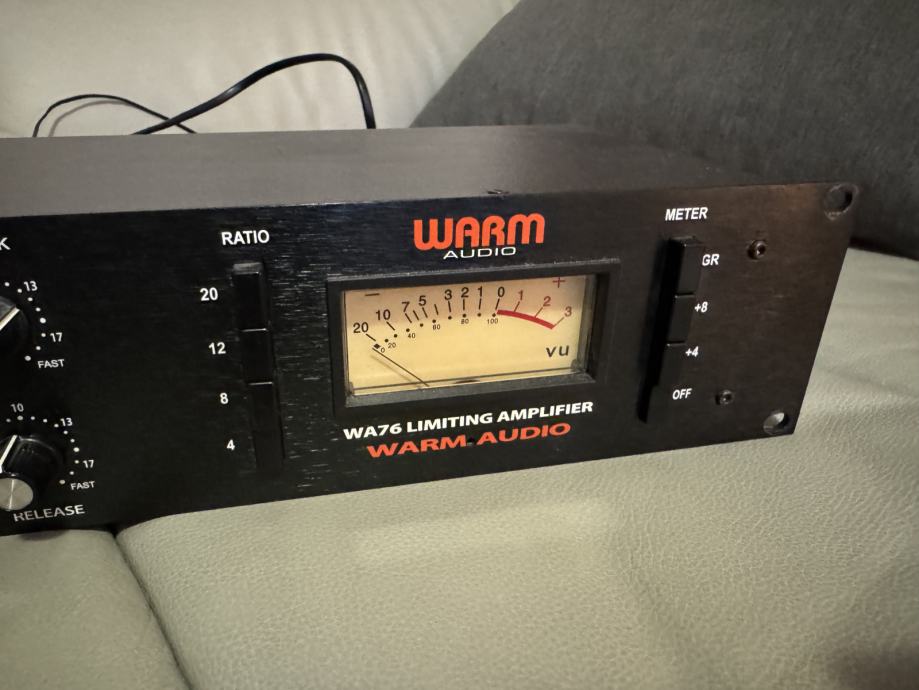 K
13
17
FAST
10
13
17
FAST
RELEASE
RATIO
20
12
8
4
WARM
AUDIO
− +
20 10 7 5 3 2 1 0 1 2 3
0 20 40 60 80 100
VU
WA76 LIMITING AMPLIFIER
WARM AUDIO
METER
GR
+8
+4
OFF